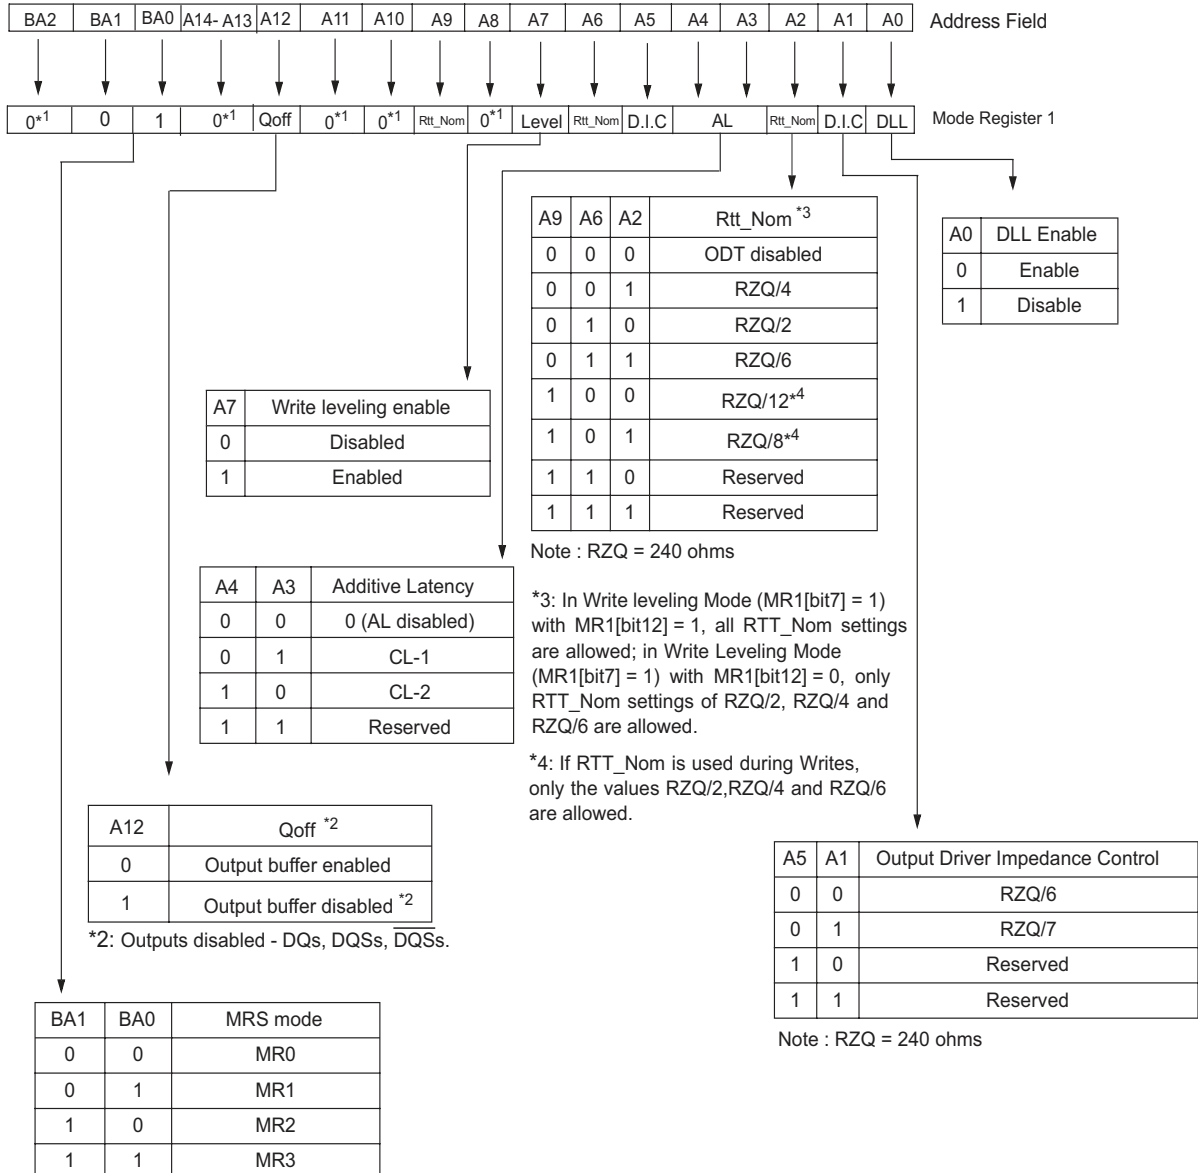 BA2 BA1 BA0 A14- A13 A12 A11 A10 A9 A8 A7 A6 A5 A4 A3 A2 A1 A0 Address Field
0*1 0 1 0*1 Qoff 0*1 0*1 Rtt_Nom 0*1 Level Rtt_Nom D.I.C AL Rtt_Nom D.I.C DLL Mode Register 1
A9 A6 A2 Rtt_Nom *3
0 0 0 ODT disabled
0 0 1 RZQ/4
0 1 0 RZQ/2
0 1 1 RZQ/6
1 0 0 RZQ/12*4
1 0 1 RZQ/8*4
1 1 0 Reserved
1 1 1 Reserved
Note : RZQ = 240 ohms
A0 DLL Enable
0 Enable
1 Disable
A7 Write leveling enable
0 Disabled
1 Enabled
A4 A3 Additive Latency
0 0 0 (AL disabled)
0 1 CL-1
1 0 CL-2
1 1 Reserved
*3: In Write leveling Mode (MR1[bit7] = 1)
with MR1[bit12] = 1, all RTT_Nom settings
are allowed; in Write Leveling Mode
(MR1[bit7] = 1) with MR1[bit12] = 0, only
RTT_Nom settings of RZQ/2, RZQ/4 and
RZQ/6 are allowed.
*4: If RTT_Nom is used during Writes,
only the values RZQ/2,RZQ/4 and RZQ/6
are allowed.
A12 Qoff *2
0 Output buffer enabled
1 Output buffer disabled *2
*2: Outputs disabled - DQs, DQSs, D̅Q̅S̅s.
A5 A1 Output Driver Impedance Control
0 0 RZQ/6
0 1 RZQ/7
1 0 Reserved
1 1 Reserved
Note : RZQ = 240 ohms
BA1 BA0 MRS mode
0 0 MR0
0 1 MR1
1 0 MR2
1 1 MR3